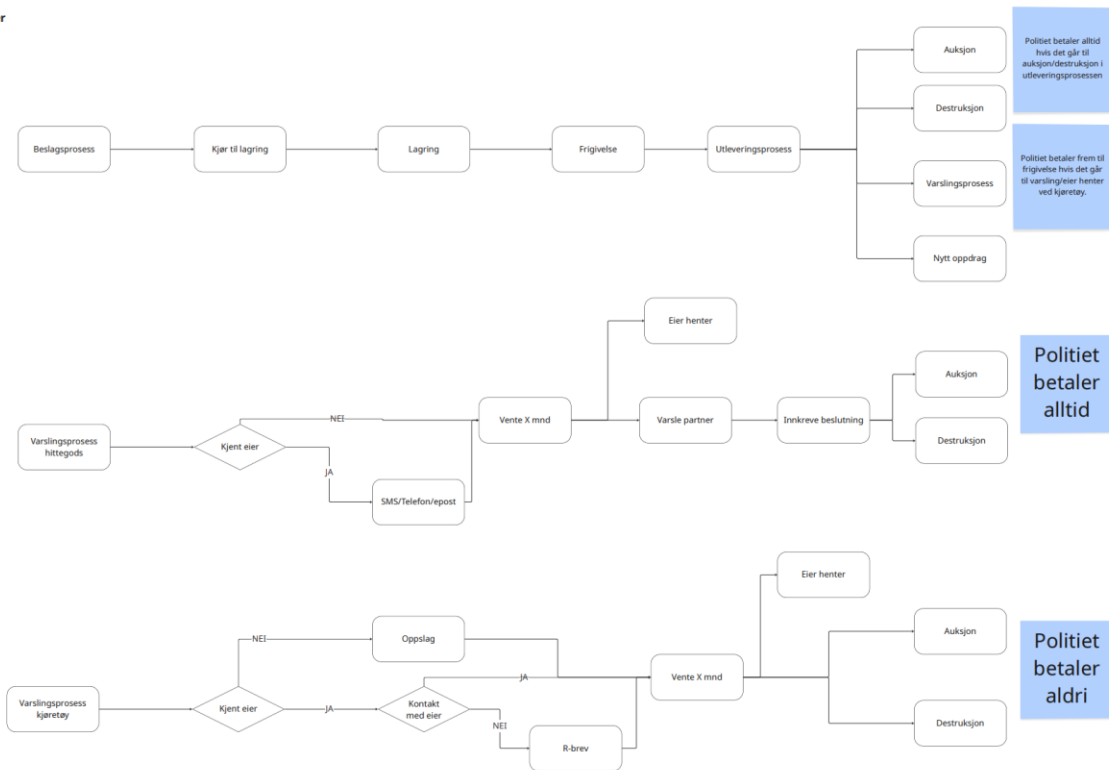 er
Auksjon
Politiet betaler alltid
hvis det går til
auksjon/destruksjon i
utleveringsprosessen
Destruksjon
Beslagsprosess
Kjør til lagring
Lagring
Frigivelse
Utleveringsprosess
Varslingsprosess
Politiet betaler frem til
frigivelse hvis det går
til varsling/eier henter
ved kjøretøy.
Nytt oppdrag
Eier henter
Varslingsprosess
hittegods
Kjent eier
NEI
JA
SMS/Telefon/epost
Vente X mnd
Varsle partner
Innkreve beslutning
Auksjon
Destruksjon
Politiet
betaler
alltid
Eier henter
Varslingsprosess
kjøretøy
Kjent eier
NEI
Oppslag
JA
Kontakt
med eier
JA
NEI
R-brev
Vente X mnd
Auksjon
Destruksjon
Politiet
betaler
aldri